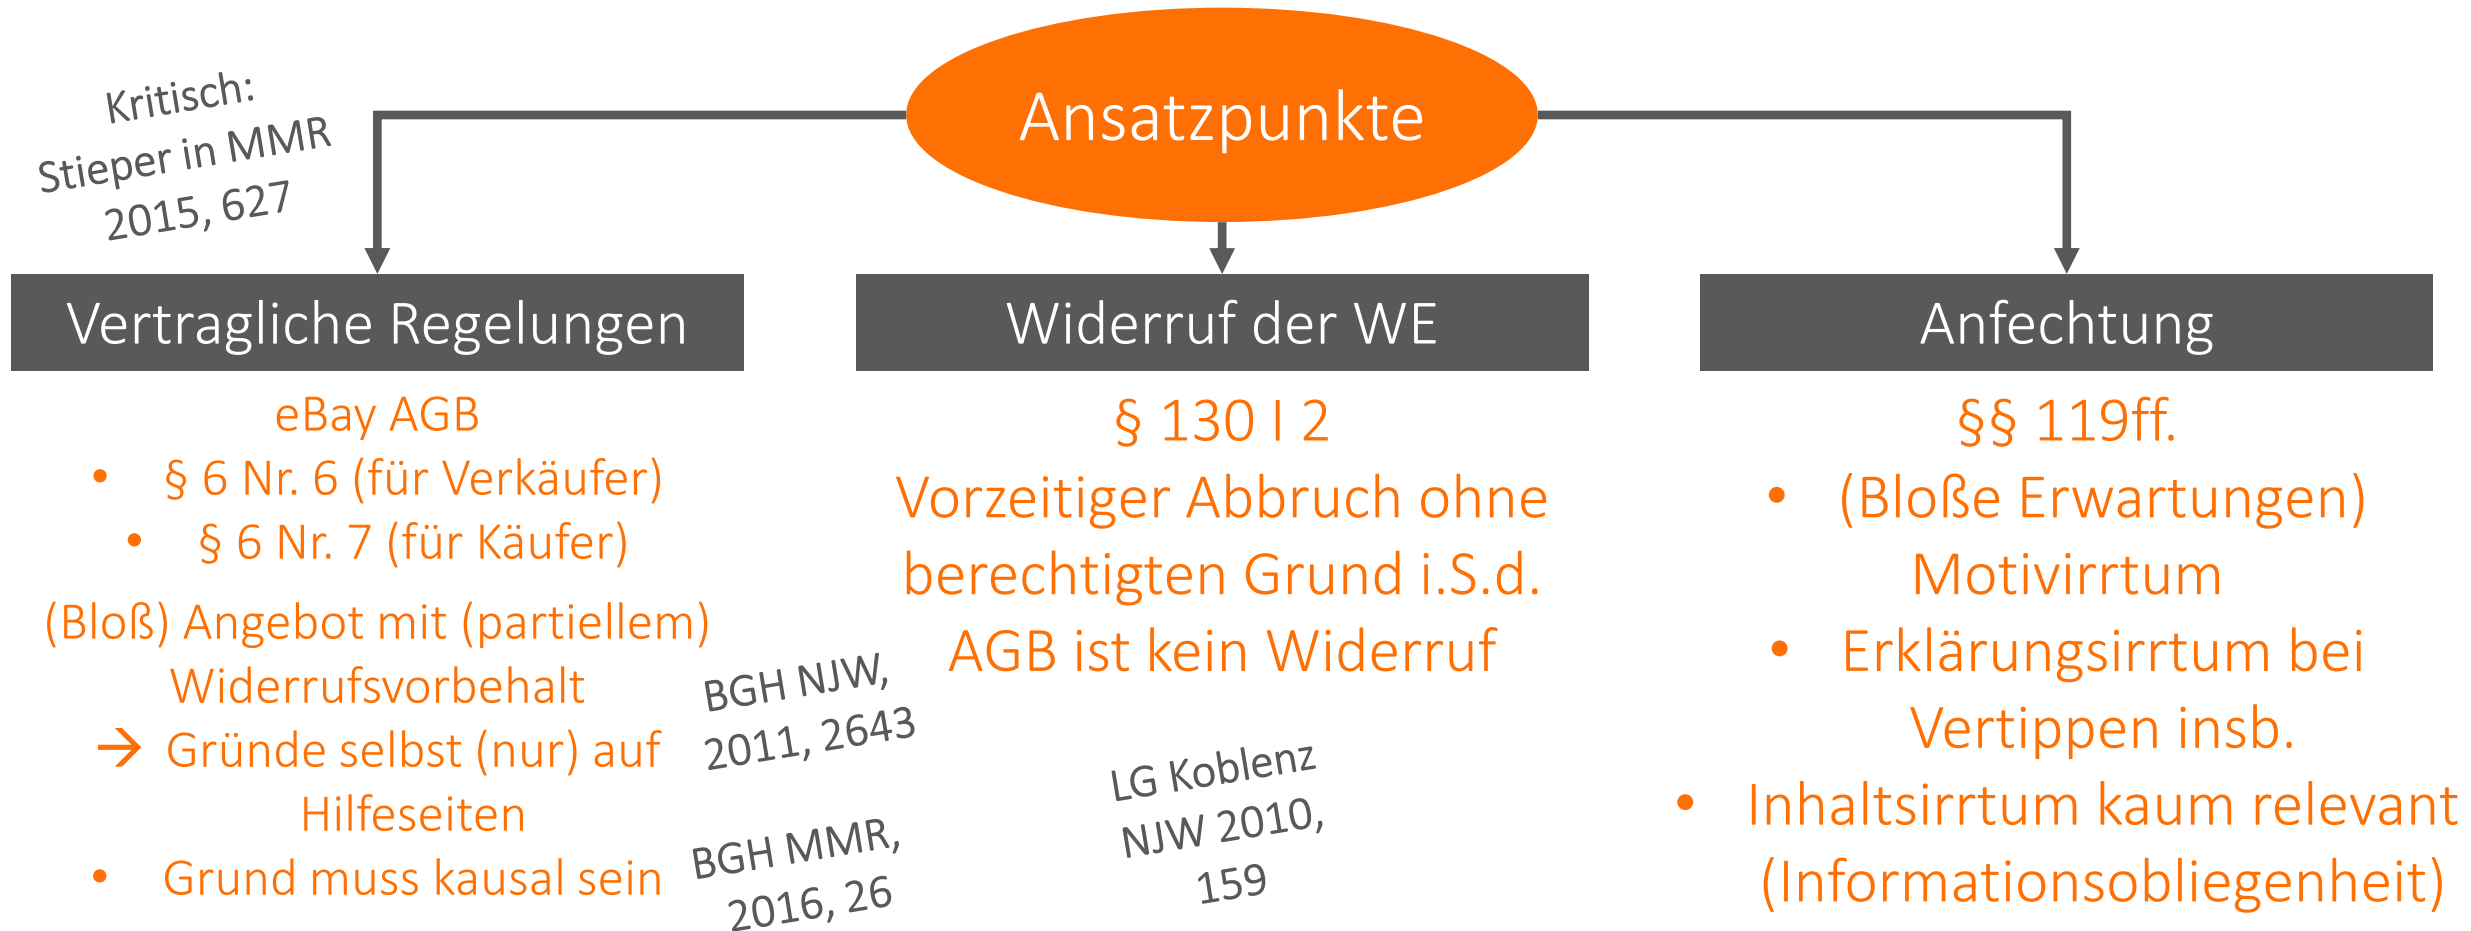 Ansatzpunkte
Kritisch:
Stieper in MMR
2015, 627
Vertragliche Regelungen
eBay AGB
• § 6 Nr. 6 (für Verkäufer)
• § 6 Nr. 7 (für Käufer)
(Bloß) Angebot mit (partiellem)
Widerrufsvorbehalt
→ Gründe selbst (nur) auf
Hilfeseiten
• Grund muss kausal sein
BGH NJW,
2011, 2643
BGH MMR,
2016, 26
Widerruf der WE
§ 130 I 2
Vorzeitiger Abbruch ohne
berechtigten Grund i.S.d.
AGB ist kein Widerruf
LG Koblenz
NJW 2010,
159
Anfechtung
§§ 119ff.
• (Bloße Erwartungen)
Motivirrtum
• Erklärungsirrtum bei
Vertippen insb.
• Inhaltsirrtum kaum relevant
(Informationsobliegenheit)